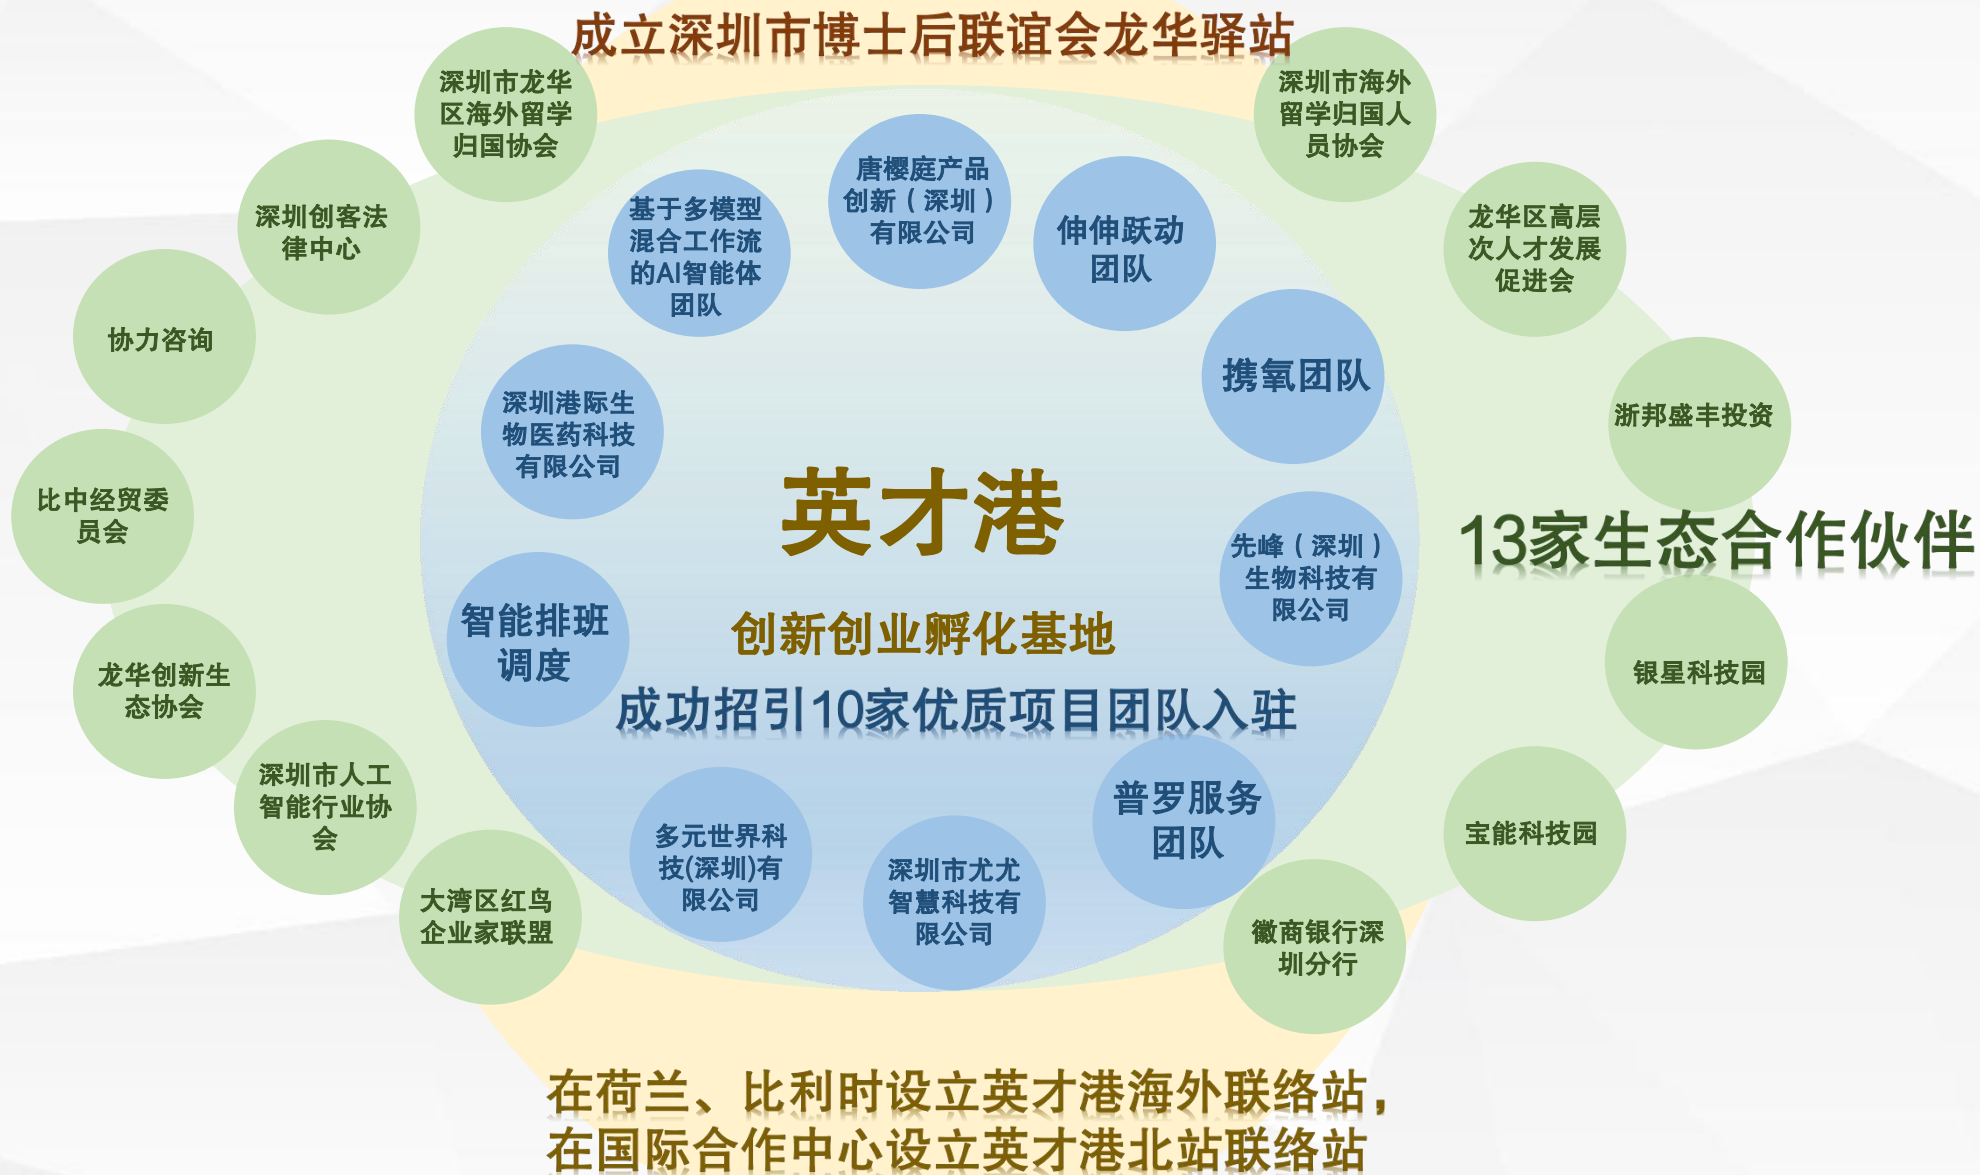 成立深圳市博士后联谊会龙华驿站
深圳市龙华
区海外留学
归国协会
深圳市海外
留学归国人
员协会
深圳创客法
律中心
基于多模型
混合工作流
的AI智能体
团队
唐樱庭产品
创新（深圳）
有限公司
伸伸跃动
团队
龙华区高层
次人才发展
促进会
协力咨询
携氧团队
浙邦盛丰投资
深圳港际生
物医药科技
有限公司
比中经贸委
员会
英才港
13家生态合作伙伴
先峰（深圳）
生物科技有
限公司
智能排班
调度
创新创业孵化基地
龙华创新生
态协会
成功招引10家优质项目团队入驻
银星科技园
深圳市人工
智能行业协
会
多元世界科
技(深圳)有
限公司
深圳市尤尤
智慧科技有
限公司
普罗服务
团队
宝能科技园
大湾区红鸟
企业家联盟
徽商银行深
圳分行
在荷兰、比利时设立英才港海外联络站，
在国际合作中心设立英才港北站联络站